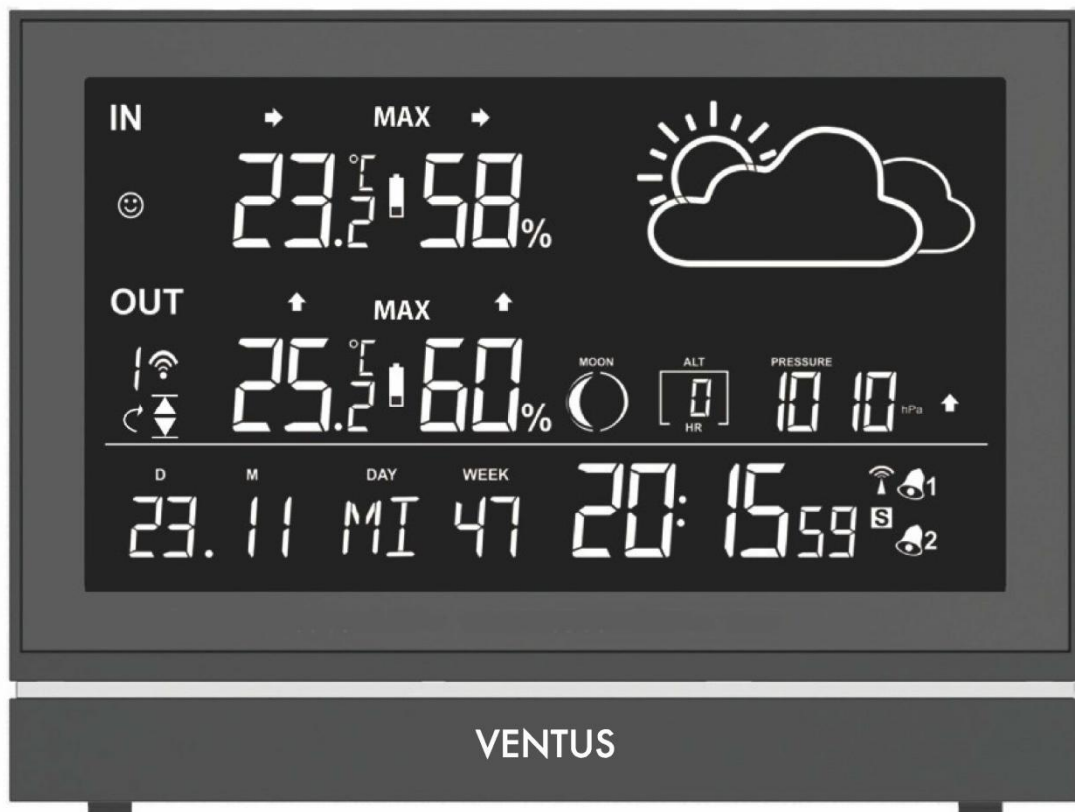 IN MAX
23.2 °C 58%
OUT MAX
1 25.2 °C 60%
MOON ALT PRESSURE
0 1010 hPa
HR
D M DAY WEEK
23. 11 MI 47 20:15 59 1
S
2
VENTUS